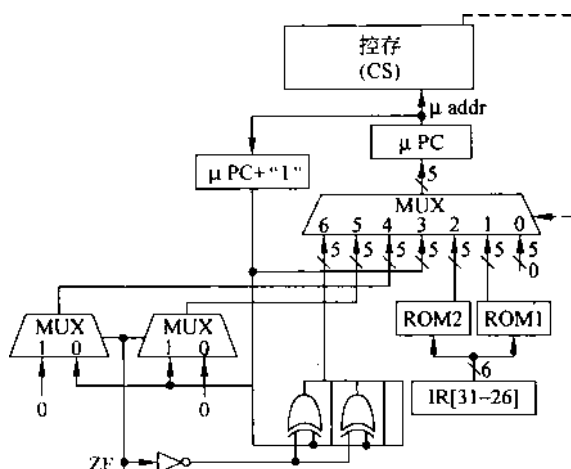 控存
(CS)
μ addr
μ PC+“1”
μ PC
5
MUX
6 5 4 3 2 1 0
5 5 5 5 5 5
0
MUX
1 0
MUX
1 0
ROM2
ROM1
6
IR[31-26]
0
0
ZF